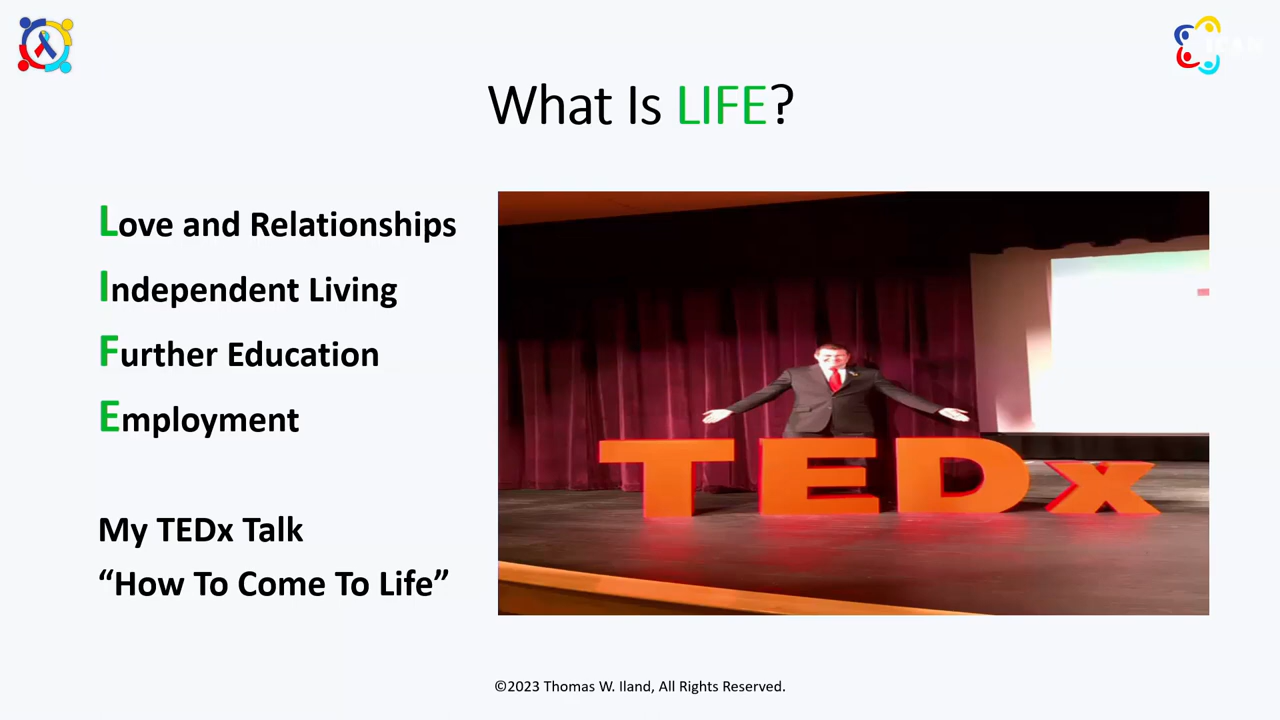 What Is LIFE?
Love and Relationships
Independent Living
Further Education
Employment
My TEDx Talk
“How To Come To Life”
TEDx
©2023 Thomas W. Iland, All Rights Reserved.